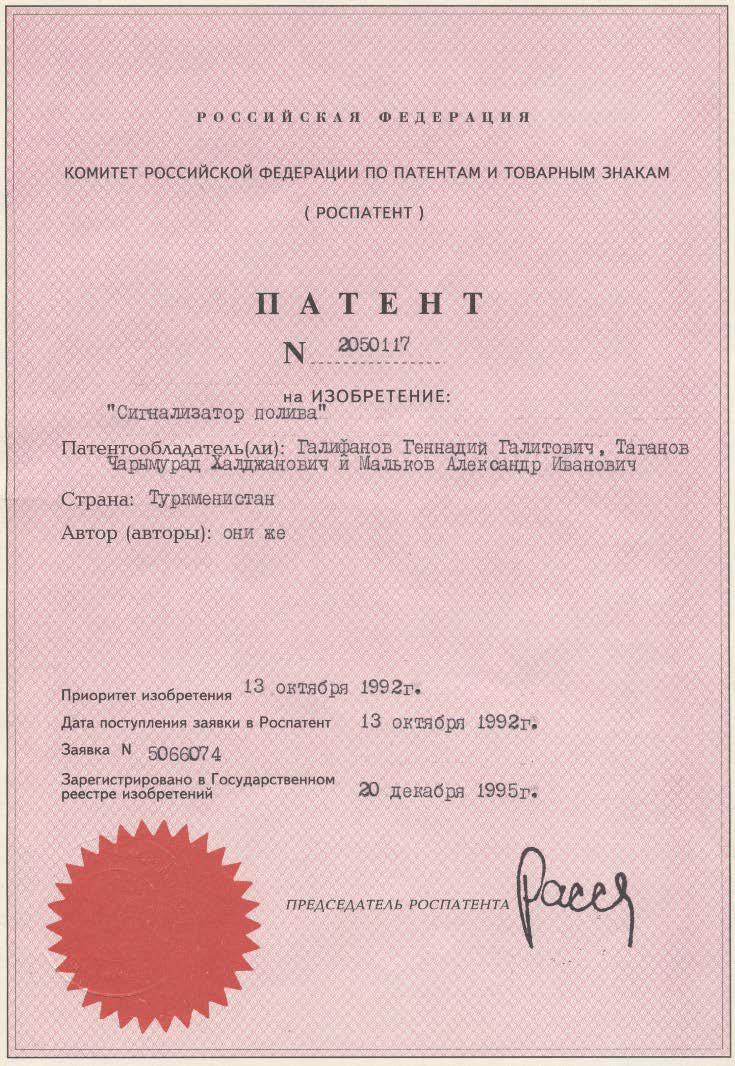 РОССИЙСКАЯ ФЕДЕРАЦИЯ
КОМИТЕТ РОССИЙСКОЙ ФЕДЕРАЦИИ ПО ПАТЕНТАМ И ТОВАРНЫМ ЗНАКАМ
( РОСПАТЕНТ )
ПАТЕНТ
N 2050117
на ИЗОБРЕТЕНИЕ:
"Сигнализатор полива"
Патентообладатель(ли): Галифанов Геннадий Галитович, Таганов
Чарымурад Халджанович и Мальков Александр Иванович
Страна: Туркменистан
Автор (авторы): они же
Приоритет изобретения 13 октября 1992г.
Дата поступления заявки в Роспатент 13 октября 1992г.
Заявка N 5066074
Зарегистрировано в Государственном
реестре изобретений 20 декабря 1995г.
ПРЕДСЕДАТЕЛЬ РОСПАТЕНТА